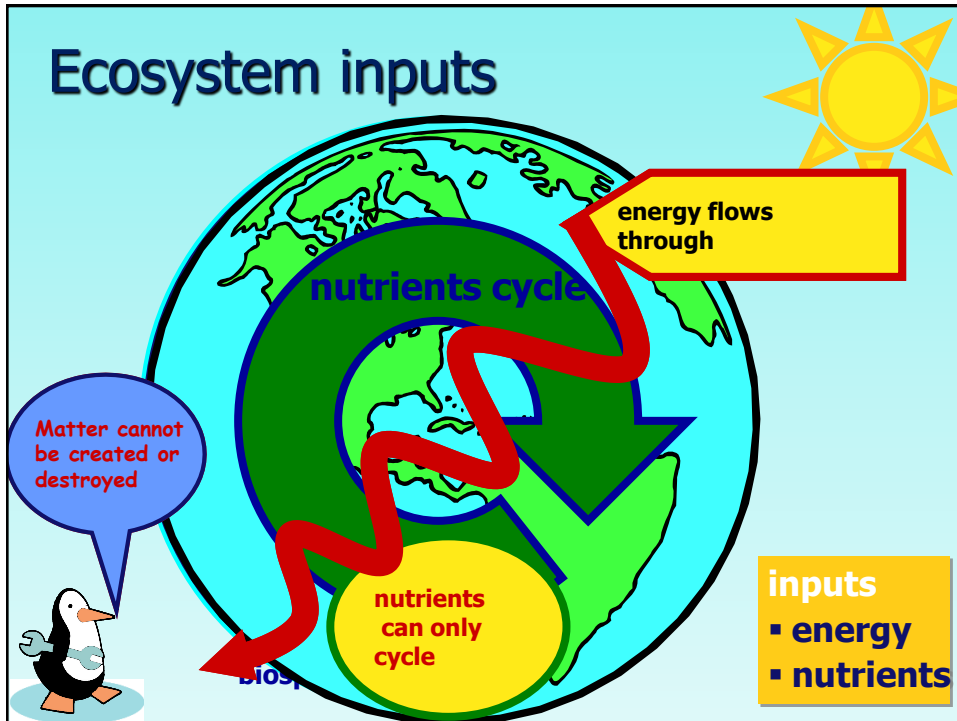 Ecosystem inputs
energy flows
through
nutrients cycle
Matter cannot
be created or
destroyed
nutrients
can only
cycle
inputs
▪ energy
▪ nutrients